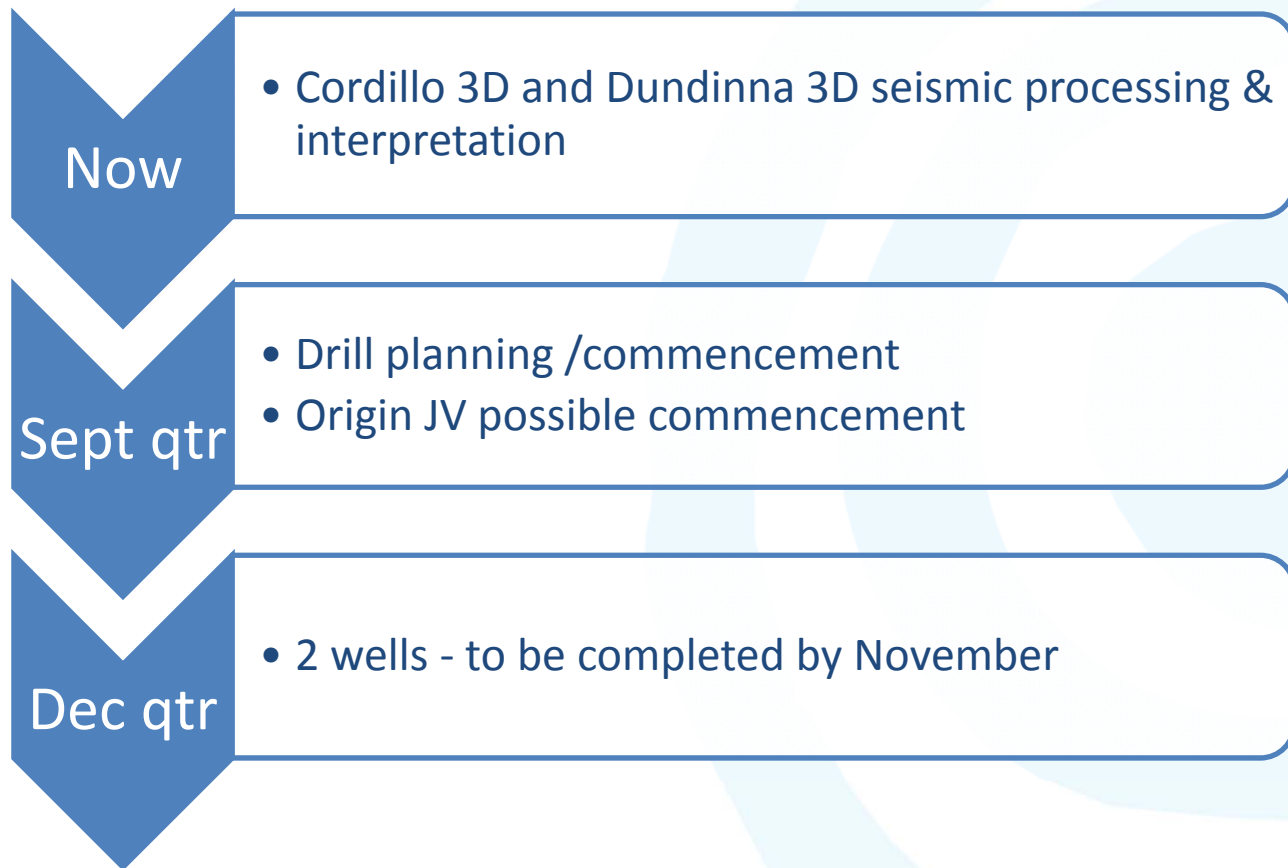 Now
• Cordillo 3D and Dundinna 3D seismic processing &
interpretation
Sept qtr
• Drill planning /commencement
• Origin JV possible commencement
Dec qtr
• 2 wells - to be completed by November